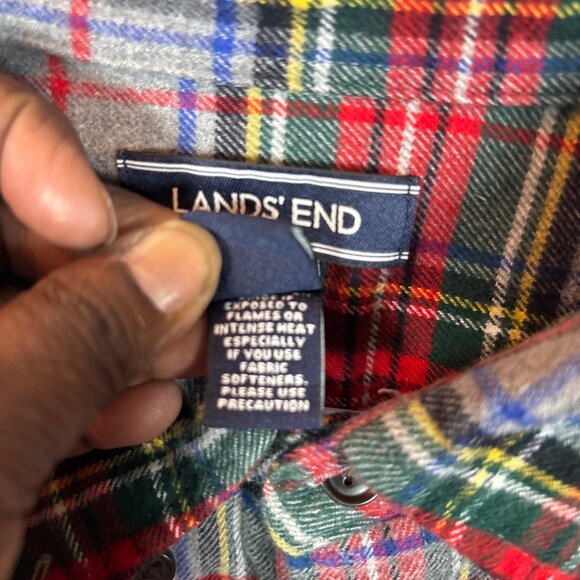 LANDS' END
EXPOSED TO
FLAMES OR
INTENSE HEAT
ESPECIALLY
IF YOU USE
FABRIC
SOFTENERS.
PLEASE USE
PRECAUTION